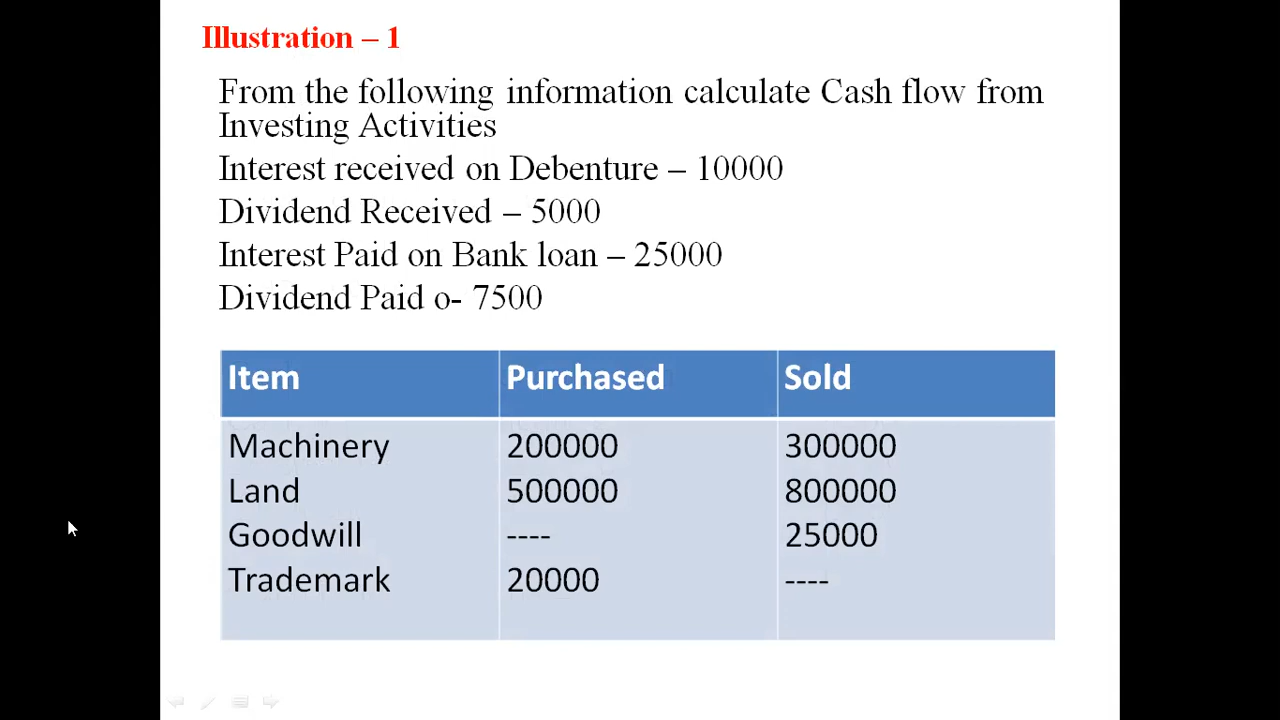 Illustration – 1
From the following information calculate Cash flow from
Investing Activities
Interest received on Debenture – 10000
Dividend Received – 5000
Interest Paid on Bank loan – 25000
Dividend Paid o- 7500
Item Purchased Sold
Machinery 200000 300000
Land 500000 800000
Goodwill ---- 25000
Trademark 20000 ----